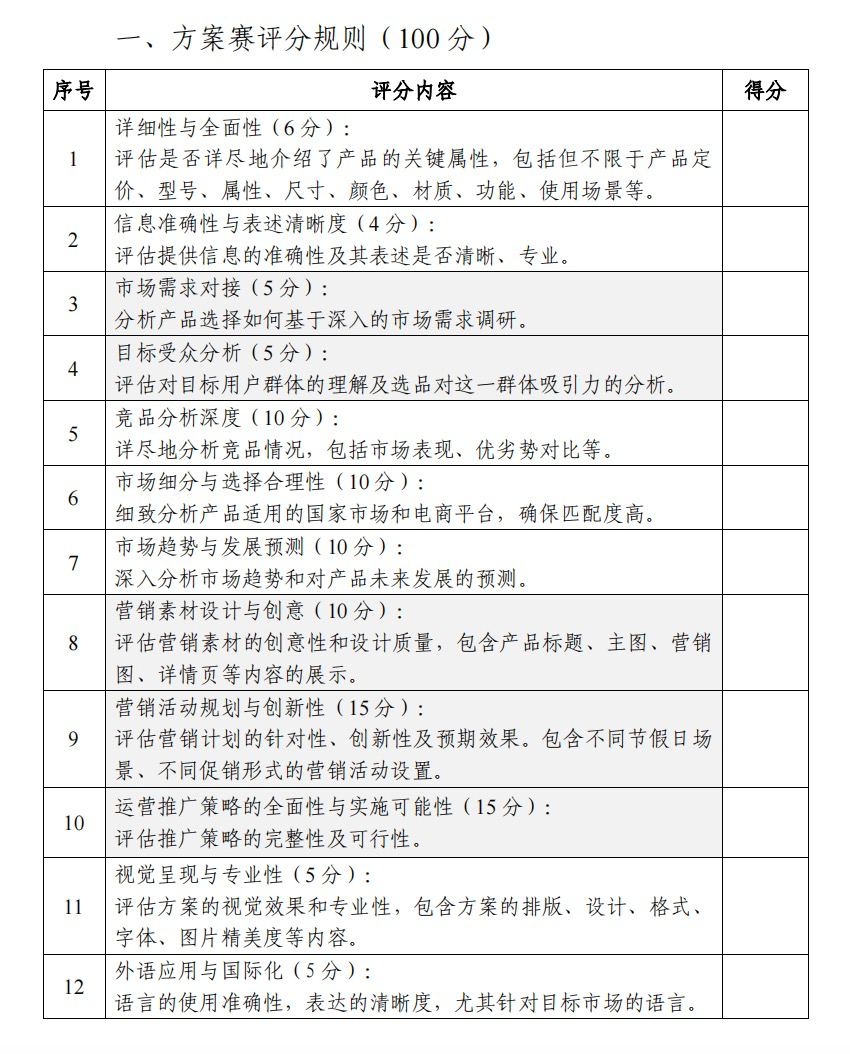 一、方案赛评分规则（100 分）
序号 评分内容 得分
1 详细性与全面性（6 分）：
评估是否详尽地介绍了产品的关键属性，包括但不限于产品定
价、型号、属性、尺寸、颜色、材质、功能、使用场景等。
2 信息准确性与表述清晰度（4 分）：
评估提供信息的准确性及其表述是否清晰、专业。
3 市场需求对接（5 分）：
分析产品选择如何基于深入的市场需求调研。
4 目标受众分析（5 分）：
评估对目标用户群体的理解及选品对这一群体吸引力的分析。
5 竞品分析深度（10 分）：
详尽地分析竞品情况，包括市场表现、优劣势对比等。
6 市场细分与选择合理性（10 分）：
细致分析产品适用的国家市场和电商平台，确保匹配度高。
7 市场趋势与发展预测（10 分）：
深入分析市场趋势和对产品未来发展的预测。
8 营销素材设计与创意（10 分）：
评估营销素材的创意性和设计质量，包含产品标题、主图、营销
图、详情页等内容的展示。
9 营销活动规划与创新性（15 分）：
评估营销计划的针对性、创新性及预期效果。包含不同节假日场
景、不同促销形式的营销活动设置。
10 运营推广策略的全面性与实施可能性（15 分）：
评估推广策略的完整性及可行性。
11 视觉呈现与专业性（5 分）：
评估方案的视觉效果和专业性，包含方案的排版、设计、格式、
字体、图片精美度等内容。
12 外语应用与国际化（5 分）：
语言的使用准确性，表达的清晰度，尤其针对目标市场的语言。